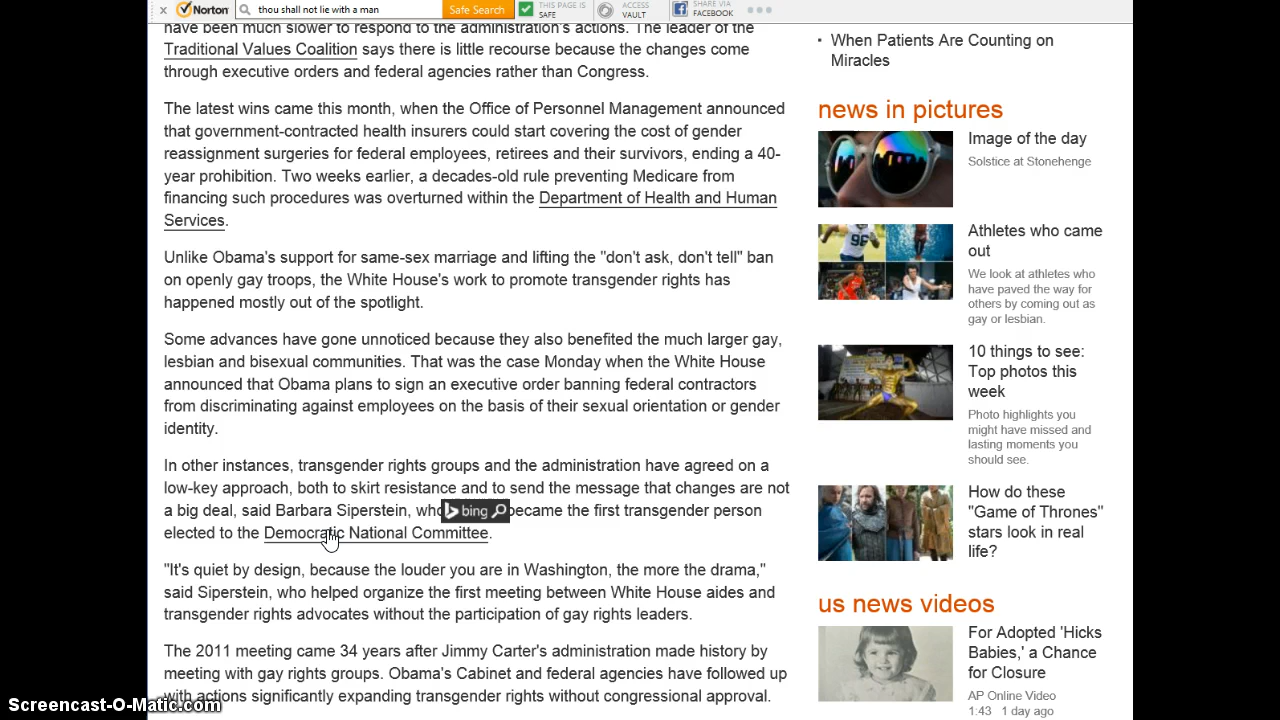 Norton
thou shall not lie with a man
Safe Search
THIS PAGE IS
SAFE
ACCESS
VAULT
SHARE VIA
FACEBOOK
have been much slower to respond to the administration's actions. The leader of the
Traditional Values Coalition says there is little recourse because the changes come
through executive orders and federal agencies rather than Congress.
The latest wins came this month, when the Office of Personnel Management announced
that government-contracted health insurers could start covering the cost of gender
reassignment surgeries for federal employees, retirees and their survivors, ending a 40-
year prohibition. Two weeks earlier, a decades-old rule preventing Medicare from
financing such procedures was overturned within the Department of Health and Human
Services.
Unlike Obama's support for same-sex marriage and lifting the "don't ask, don't tell" ban
on openly gay troops, the White House's work to promote transgender rights has
happened mostly out of the spotlight.
Some advances have gone unnoticed because they also benefited the much larger gay,
lesbian and bisexual communities. That was the case Monday when the White House
announced that Obama plans to sign an executive order banning federal contractors
from discriminating against employees on the basis of their sexual orientation or gender
identity.
In other instances, transgender rights groups and the administration have agreed on a
low-key approach, both to skirt resistance and to send the message that changes are not
a big deal, said Barbara Siperstein, who bing became the first transgender person
elected to the Democratic National Committee.
"It's quiet by design, because the louder you are in Washington, the more the drama,"
said Siperstein, who helped organize the first meeting between White House aides and
transgender rights advocates without the participation of gay rights leaders.
The 2011 meeting came 34 years after Jimmy Carter's administration made history by
meeting with gay rights groups. Obama's Cabinet and federal agencies have followed up
with actions significantly expanding transgender rights without congressional approval.
When Patients Are Counting on
Miracles
news in pictures
Image of the day
Solstice at Stonehenge
96
Athletes who came
out
We look at athletes who
have paved the way for
others by coming out as
gay or lesbian.
10 things to see:
Top photos this
week
Photo highlights you
might have missed and
lasting moments you
should see.
How do these
"Game of Thrones"
stars look in real
life?
us news videos
For Adopted 'Hicks
Babies,' a Chance
for Closure
AP Online Video
1:43 1 day ago
Screencast-O-Matic.com